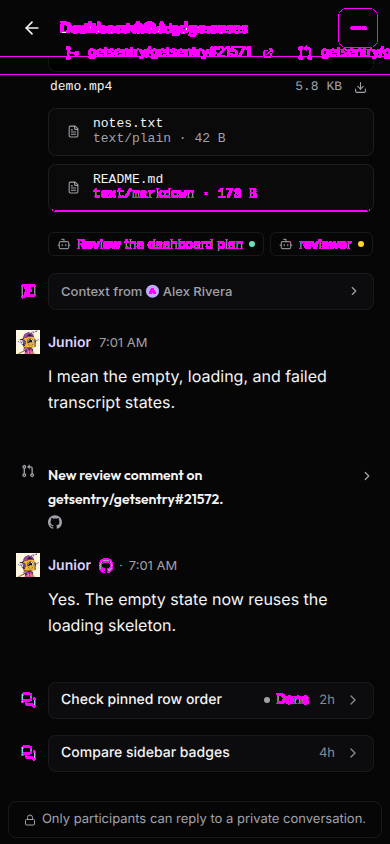 getsentry/getsentry#21571
demo.mp4
5.8 KB
notes.txt
text/plain · 42 B
README.md
text/markdown · 173 B
Review the dashboard plan
reviewer
Context from Alex Rivera
Junior 7:01 AM
I mean the empty, loading, and failed
transcript states.
New review comment on
getsentry/getsentry#21572.
Junior · 7:01 AM
Yes. The empty state now reuses the
loading skeleton.
Check pinned row order
2h
Compare sidebar badges
4h
Only participants can reply to a private conversation.